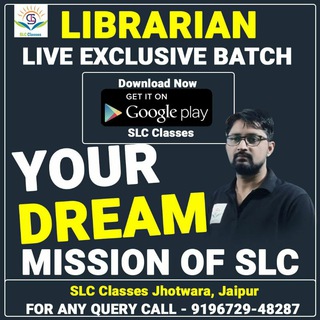 SLC Classes
LIBRARIAN
LIVE EXCLUSIVE BATCH
Download Now
GET IT ON
Google play
SLC Classes
YOUR
DREAM
MISSION OF SLC
SLC Classes Jhotwara, Jaipur
FOR ANY QUERY CALL - 9196729-48287